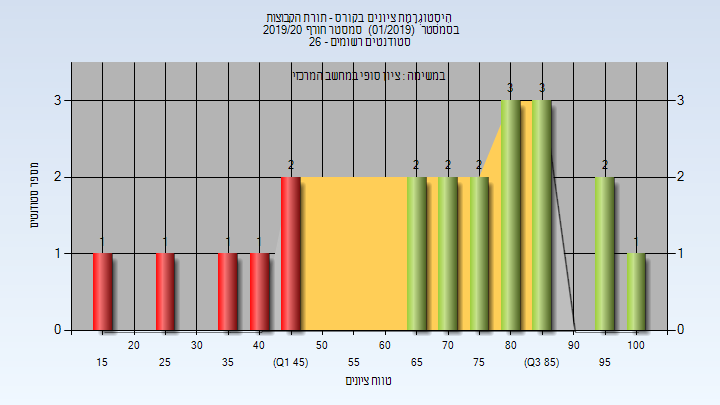 היסטוגרמת ציונים בקורס - תורת הקבוצות
בסמסטר (01/2019) סמסטר חורף 2019/20
סטודנטים רשומים - 26
במשימה : ציון סופי במחשב המרכזי
מספר סטודנטים
3
2
1
0
3
2
1
0
1
1
1
1
2
2
2
2
3
3
2
1
20 30 40 50 60 70 80 90 100
15 25 35 (Q1 45) 55 65 75 (Q3 85) 95
טווח ציונים